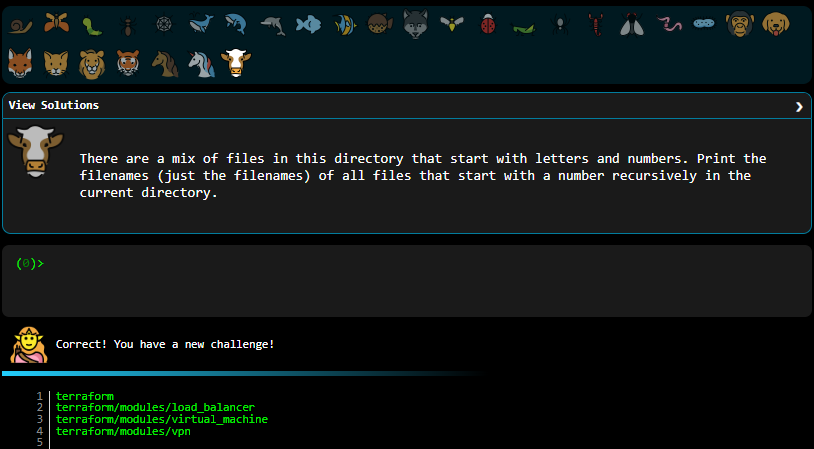 View Solutions
There are a mix of files in this directory that start with letters and numbers. Print the
filenames (just the filenames) of all files that start with a number recursively in the
current directory.
(0)>
Correct! You have a new challenge!
1 terraform
2 terraform/modules/load_balancer
3 terraform/modules/virtual_machine
4 terraform/modules/vpn
5